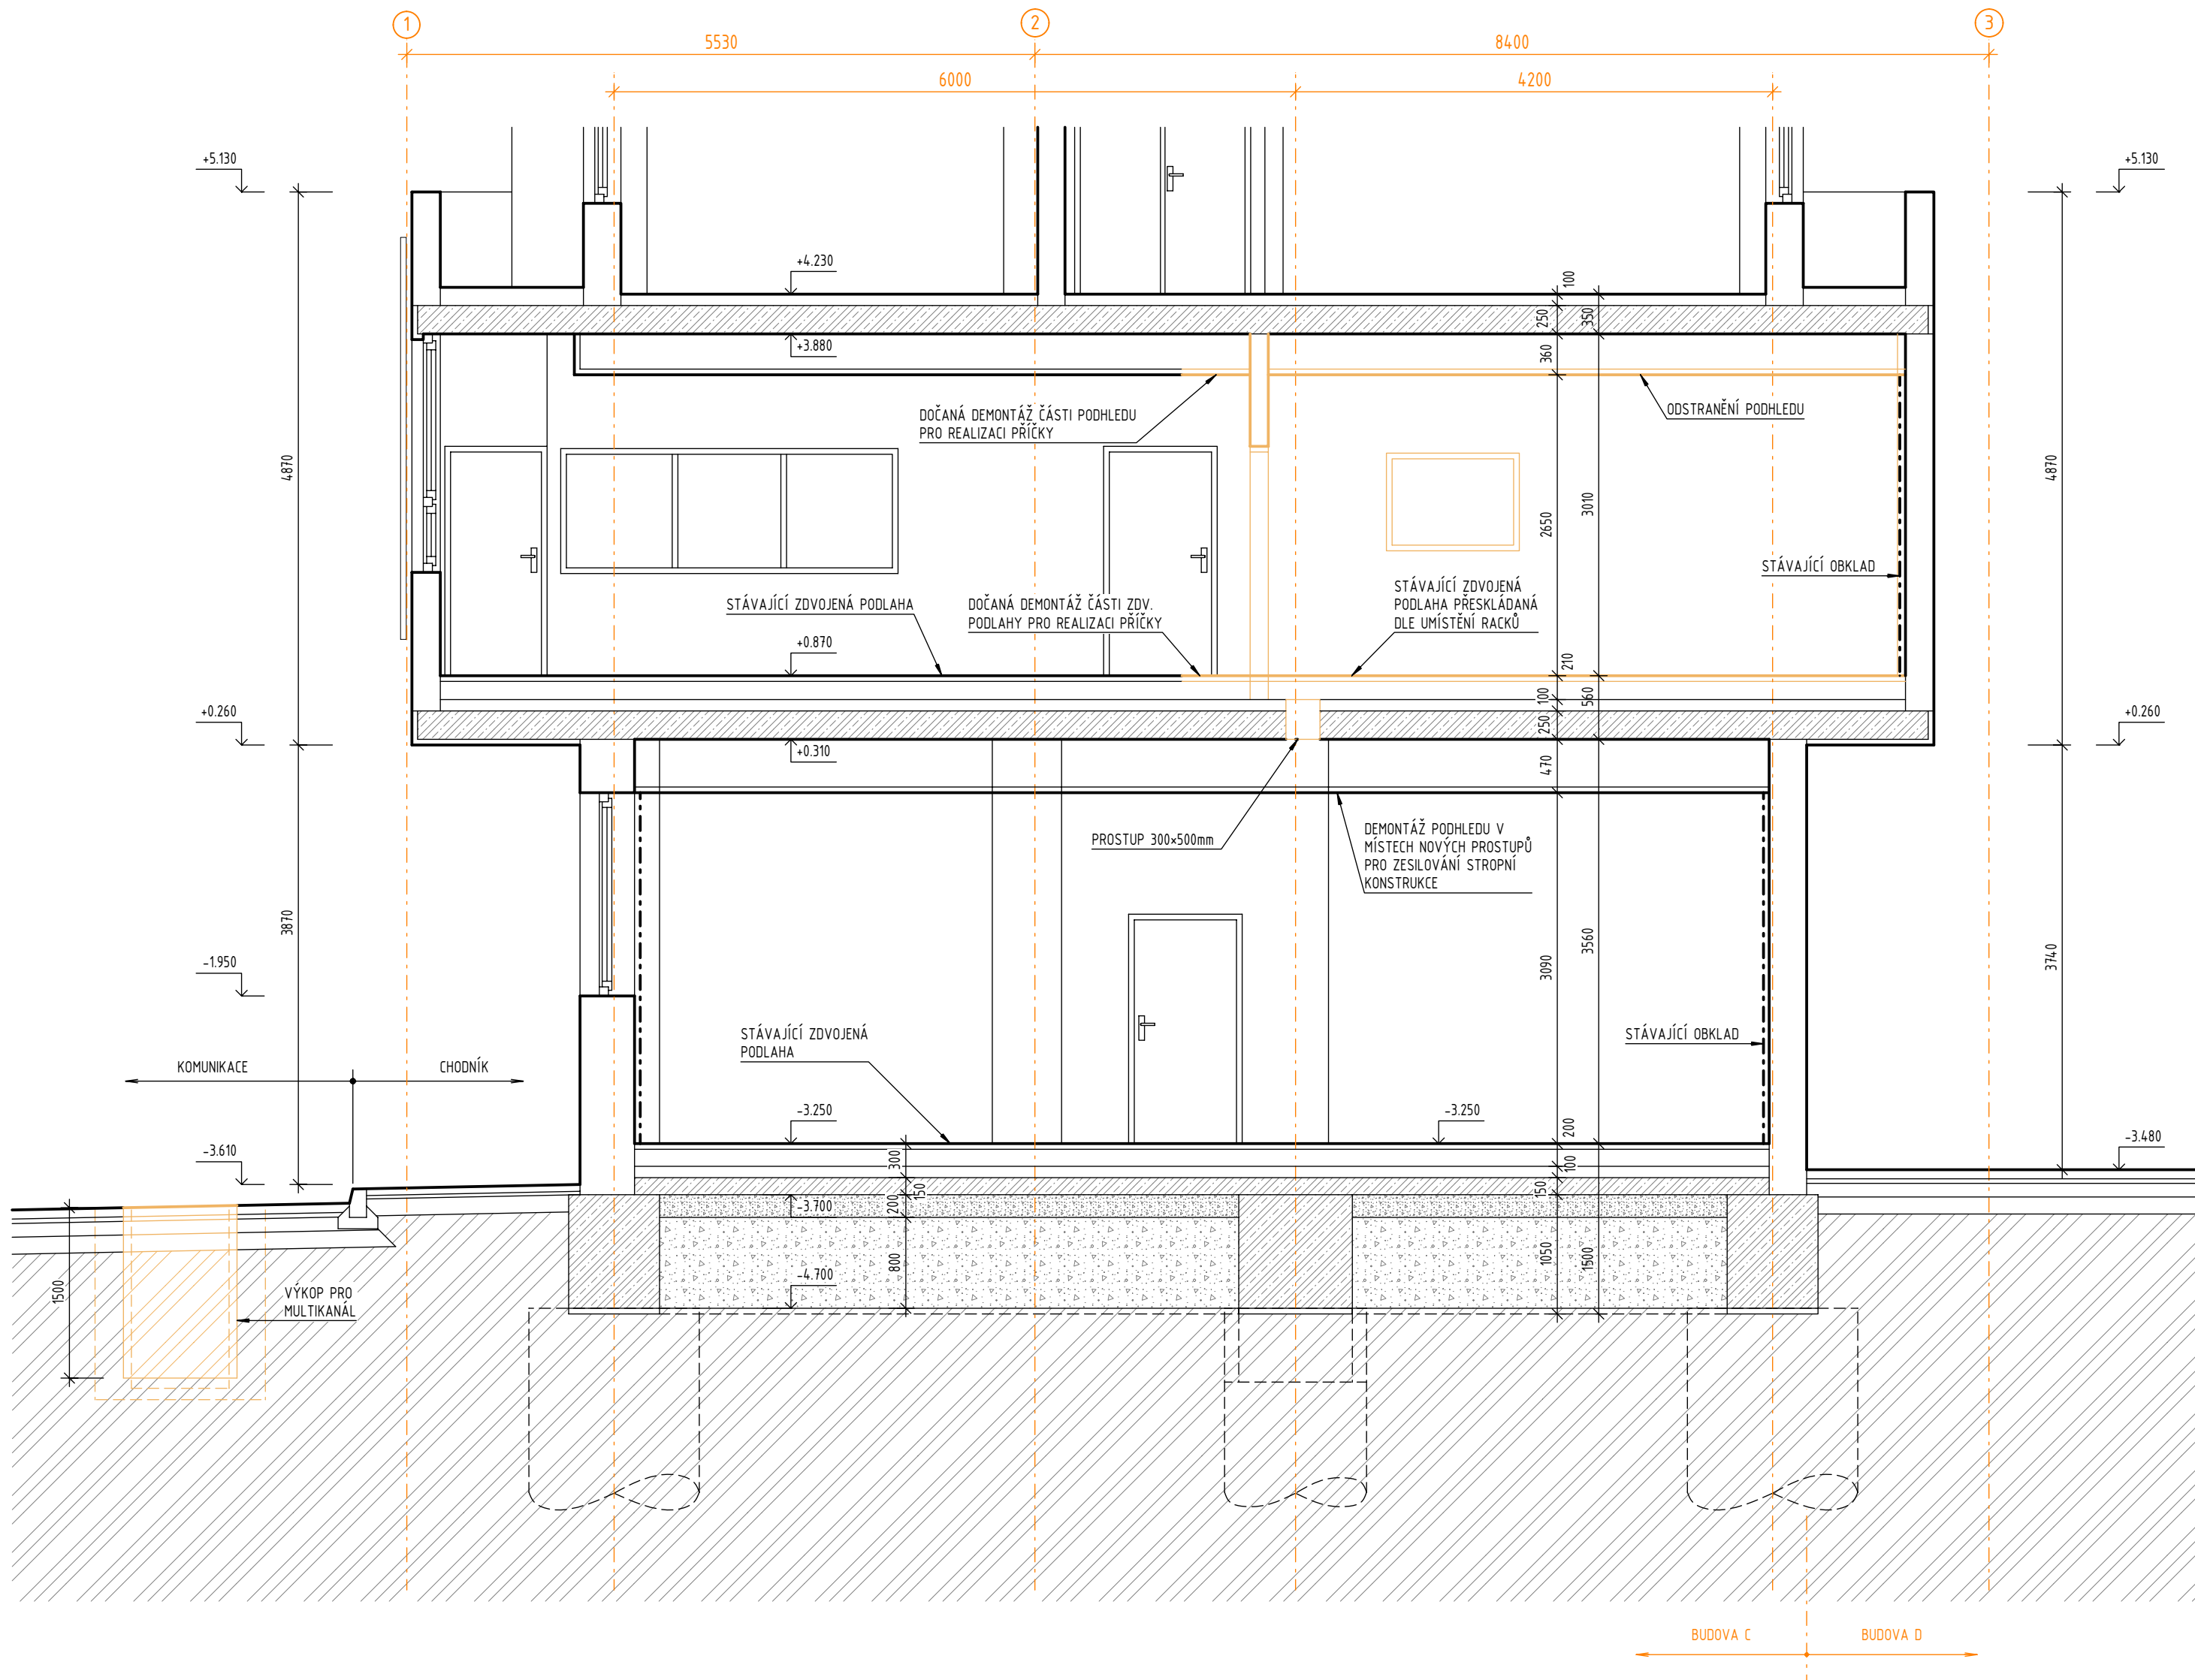 1
2
3
5530
8400
6000
4200
+5.130
+5.130
+4.230
100
250
350
+3.880
360
DOČANÁ DEMONTÁŽ ČÁSTI PODHLEDU
PRO REALIZACI PŘÍČKY
ODSTRANĚNÍ PODHLEDU
4870
4870
2650
3010
STÁVAJÍCÍ OBKLAD
STÁVAJÍCÍ ZDVOJENÁ PODLAHA
DOČANÁ DEMONTÁŽ ČÁSTI ZDV.
PODLAHY PRO REALIZACI PŘÍČKY
STÁVAJÍCÍ ZDVOJENÁ
PODLAHA PŘESKLÁDANÁ
DLE UMÍSTĚNÍ RACKŮ
+0.870
210
100
560
250
+0.260
+0.260
+0.310
470
PROSTUP 300×500mm
DEMONTÁŽ PODHLEDU V
MÍSTECH NOVÝCH PROSTUPŮ
PRO ZESILOVÁNÍ STROPNÍ
KONSTRUKCE
3870
3740
3090
3560
-1.950
STÁVAJÍCÍ ZDVOJENÁ
PODLAHA
STÁVAJÍCÍ OBKLAD
KOMUNIKACE
CHODNÍK
-3.250
-3.250
200
-3.610
-3.480
300
100
150
150
200
-3.700
800
1050
1500
-4.700
1500
VÝKOP PRO
MULTIKANÁL
BUDOVA C
BUDOVA D